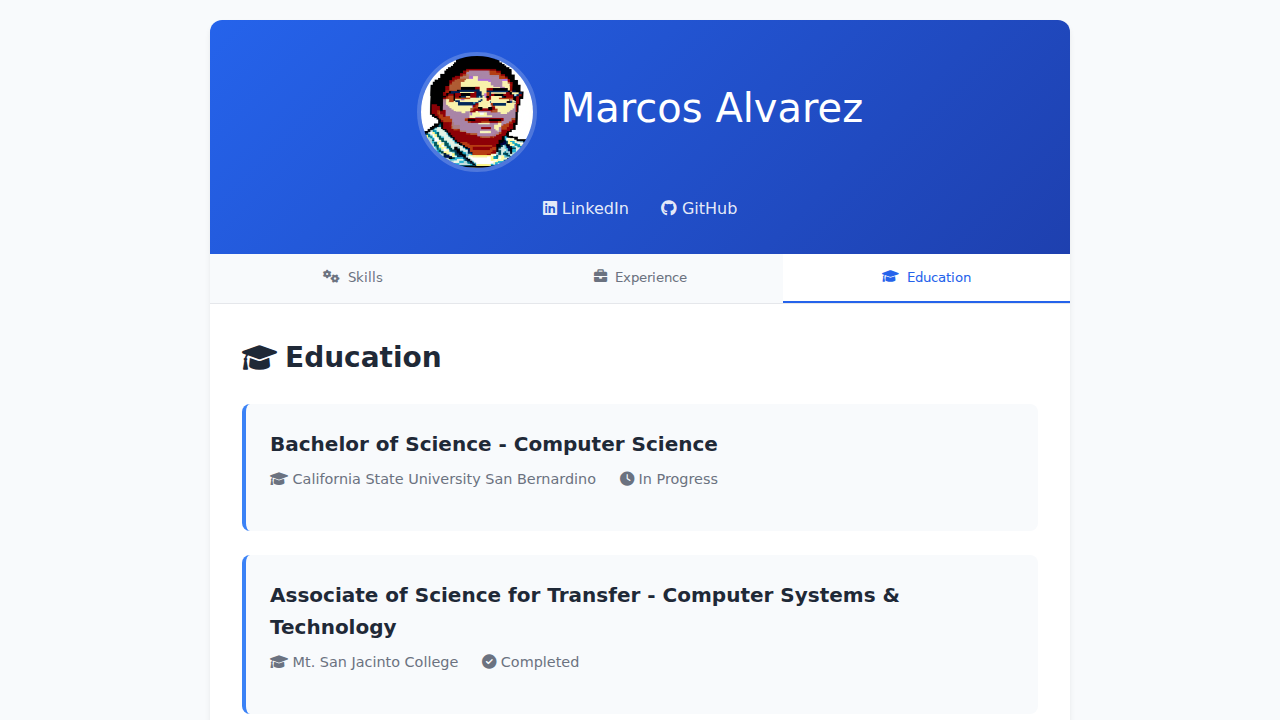 Marcos Alvarez
LinkedIn GitHub
Skills Experience Education
Education
Bachelor of Science - Computer Science
California State University San Bernardino In Progress
Associate of Science for Transfer - Computer Systems &
Technology
Mt. San Jacinto College Completed